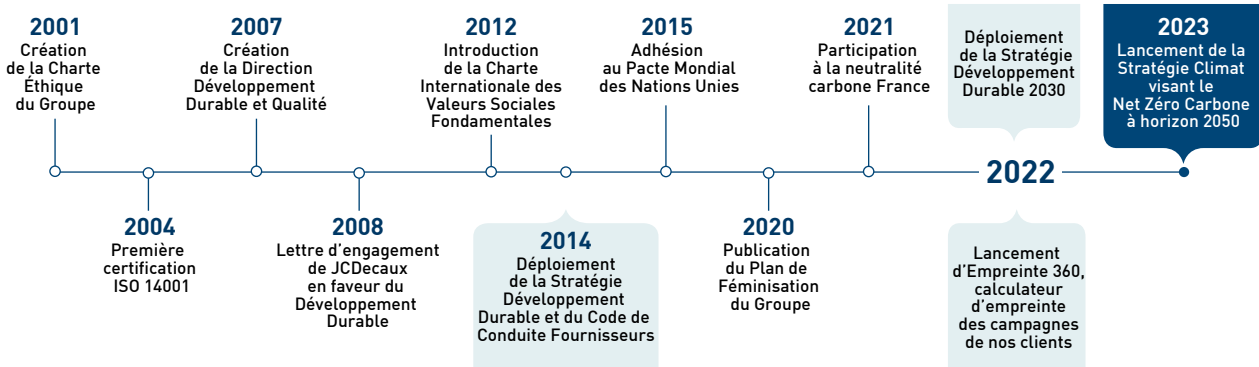 2001
Création
de la Charte
Éthique
du Groupe
2004
Première
certification
ISO 14001
2007
Création
de la Direction
Développement
Durable et Qualité
2008
Lettre d’engagement
de JCDecaux
en faveur du
Développement
Durable
2012
Introduction
de la Charte
Internationale des
Valeurs Sociales
Fondamentales
2014
Déploiement
de la Stratégie
Développement
Durable et du Code de
Conduite Fournisseurs
2015
Adhésion
au Pacte Mondial
des Nations Unies
2020
Publication
du Plan de
Féminisation
du Groupe
2021
Participation
à la neutralité
carbone France
Déploiement
de la Stratégie
Développement
Durable 2030
2022
Lancement
d’Empreinte 360,
calculateur
d’empreinte
des campagnes
de nos clients
2023
Lancement de la
Stratégie Climat
visant le
Net Zéro Carbone
à horizon 2050